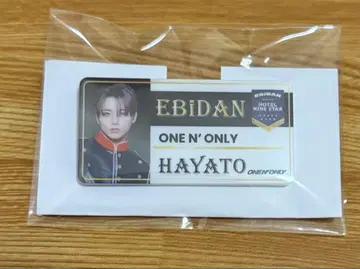 EBiDAN
EBiDAN
HOTEL
NINE STAR
ONE N' ONLY
HAYATO
ONE N' ONLY